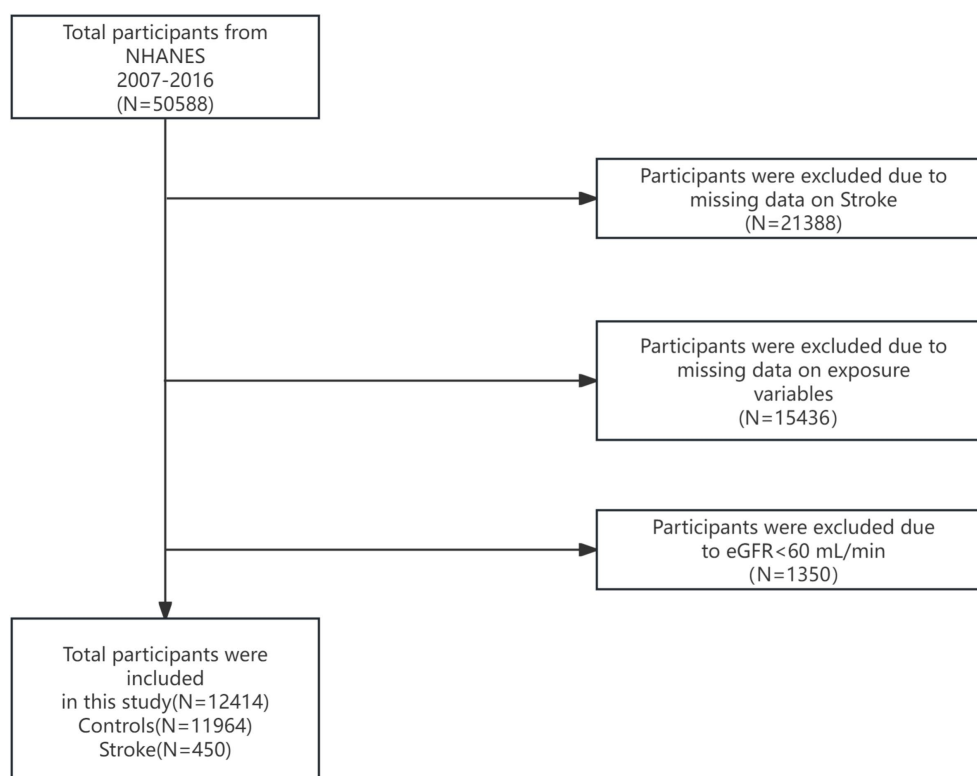 Total participants from
NHANES
2007-2016
(N=50588)
Participants were excluded due to
missing data on Stroke
(N=21388)
Participants were excluded due to
missing data on exposure
variables
(N=15436)
Participants were excluded due
to eGFR<60 mL/min
(N=1350)
Total participants were
included
in this study(N=12414)
Controls(N=11964)
Stroke(N=450)